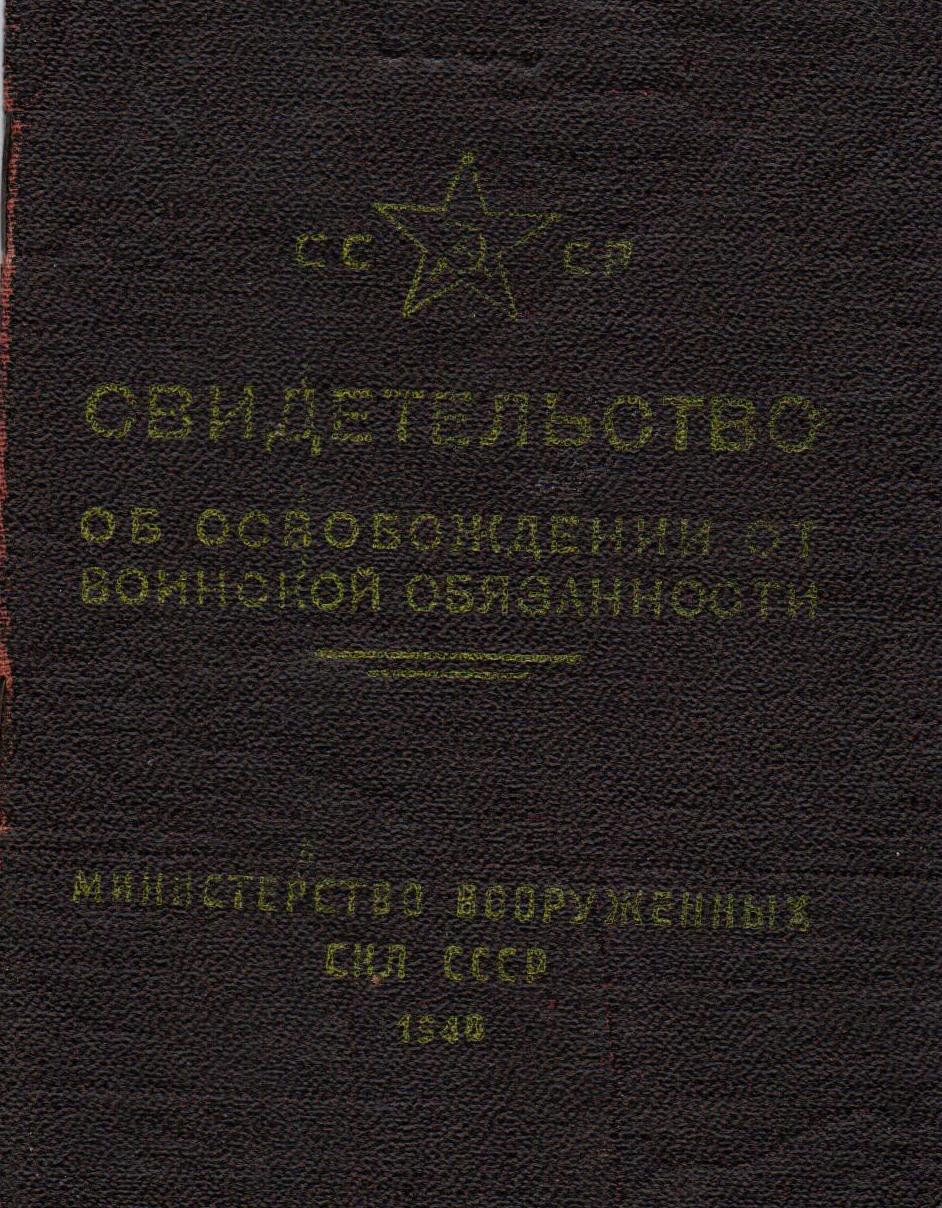 СС СР
СВИДЕТЕЛЬСТВО
ОБ ОСВОБОЖДЕНИИ ОТ
ВОИНСКОЙ ОБЯЗАННОСТИ
МИНИСТЕРСТВО ВООРУЖЕННЫХ
СИЛ СССР